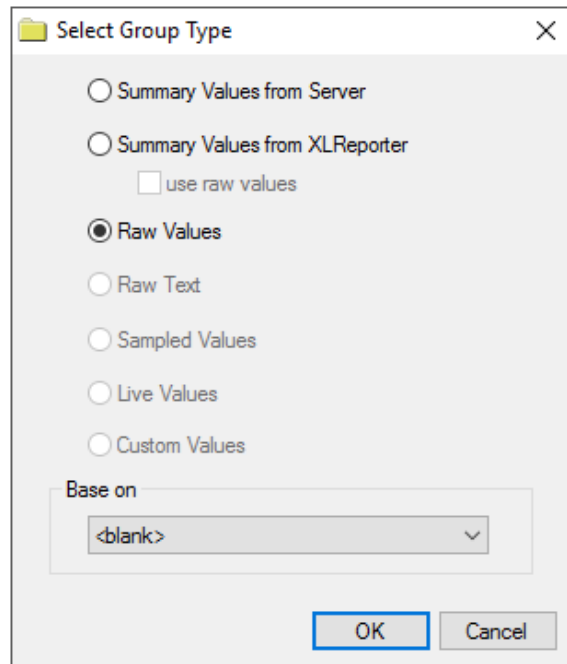 Select Group Type
Summary Values from Server
Summary Values from XLReporter
use raw values
Raw Values
Raw Text
Sampled Values
Live Values
Custom Values
Base on
<blank>
OK Cancel